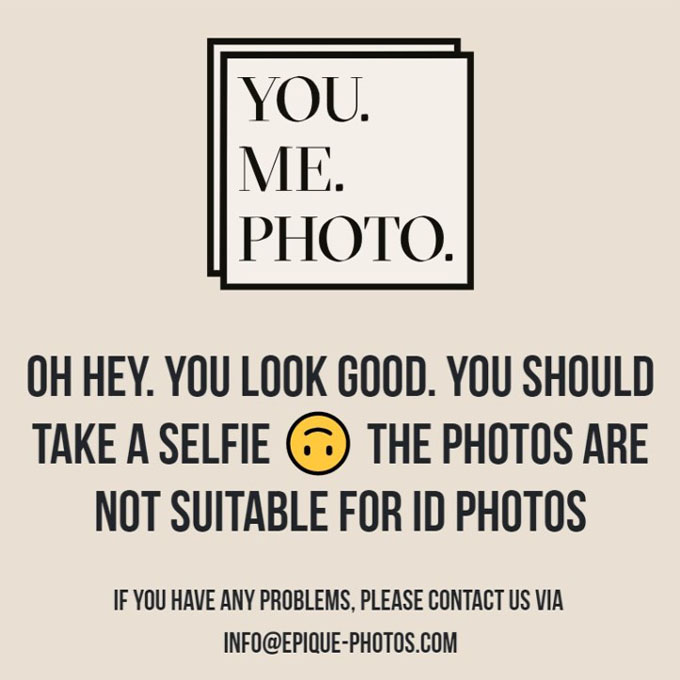 YOU.
ME.
PHOTO.
OH HEY. YOU LOOK GOOD. YOU SHOULD
TAKE A SELFIE 🙃 THE PHOTOS ARE
NOT SUITABLE FOR ID PHOTOS
IF YOU HAVE ANY PROBLEMS, PLEASE CONTACT US VIA
INFO@EPIQUE-PHOTOS.COM